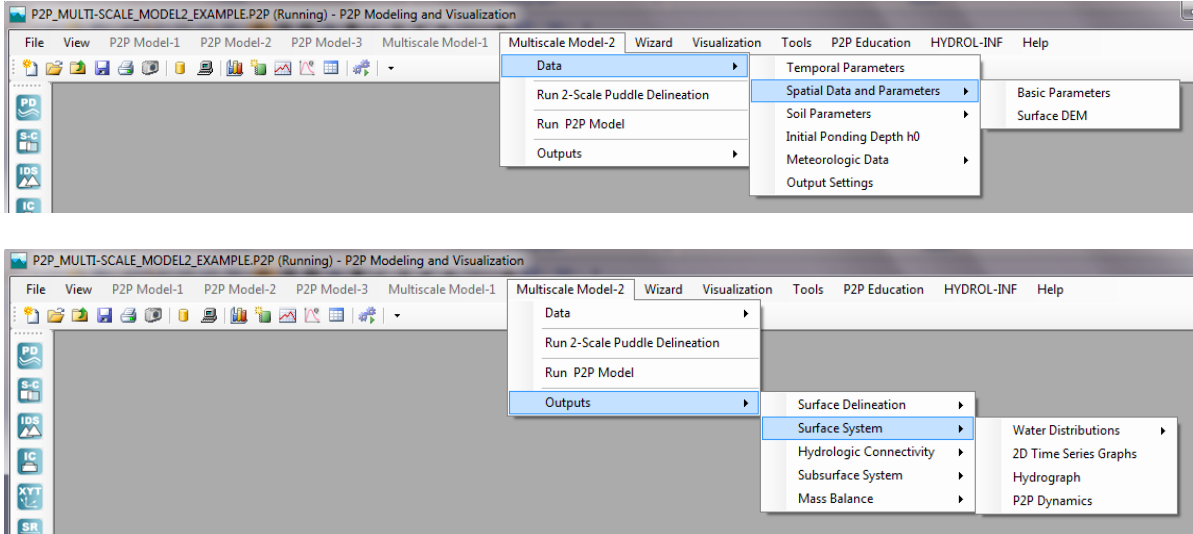 P2P_MULTI-SCALE_MODEL2_EXAMPLE.P2P (Running) - P2P Modeling and Visualization
File View P2P Model-1 P2P Model-2 P2P Model-3 Multiscale Model-1 Multiscale Model-2 Wizard Visualization Tools P2P Education HYDROL-INF Help
Data
Run 2-Scale Puddle Delineation
Run P2P Model
Outputs
Temporal Parameters
Spatial Data and Parameters
Soil Parameters
Initial Ponding Depth h0
Meteorologic Data
Output Settings
Basic Parameters
Surface DEM
PD
S-C
IDS
IC
P2P_MULTI-SCALE_MODEL2_EXAMPLE.P2P (Running) - P2P Modeling and Visualization
File View P2P Model-1 P2P Model-2 P2P Model-3 Multiscale Model-1 Multiscale Model-2 Wizard Visualization Tools P2P Education HYDROL-INF Help
Data
Run 2-Scale Puddle Delineation
Run P2P Model
Outputs
Surface Delineation
Surface System
Hydrologic Connectivity
Subsurface System
Mass Balance
Water Distributions
2D Time Series Graphs
Hydrograph
P2P Dynamics
PD
S-C
IDS
IC
XYT
SR